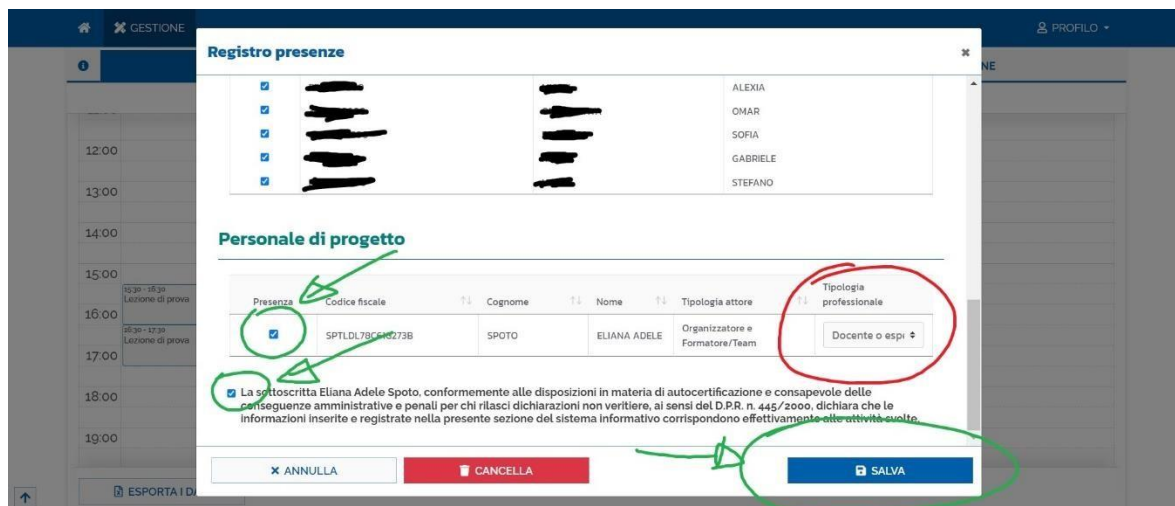 GESTIONE
PROFILO
Registro presenze
NE
ALEXIA
OMAR
SOFIA
GABRIELE
STEFANO
12:00
13:00
14:00
15:00
15:30 - 16:30
Lezione di prova
16:00
16:30 - 17:30
Lezione di prova
17:00
18:00
19:00
Personale di progetto
Presenza Codice fiscale Cognome Nome Tipologia attore Tipologia
professionale
SPOTO ELIANA ADELE Organizzatore e
Formatore/Team
Docente o espe
La sottoscritta Eliana Adele Spoto, conformemente alle disposizioni in materia di autocertificazione e consapevole delle
conseguenze amministrative e penali per chi rilasci dichiarazioni non veritiere, ai sensi del D.P.R. n. 445/2000, dichiara che le
informazioni inserite e registrate nella presente sezione del sistema informativo corrispondono effettivamente alle attività svolte.
ANNULLA
CANCELLA
SALVA
ESPORTA I DA